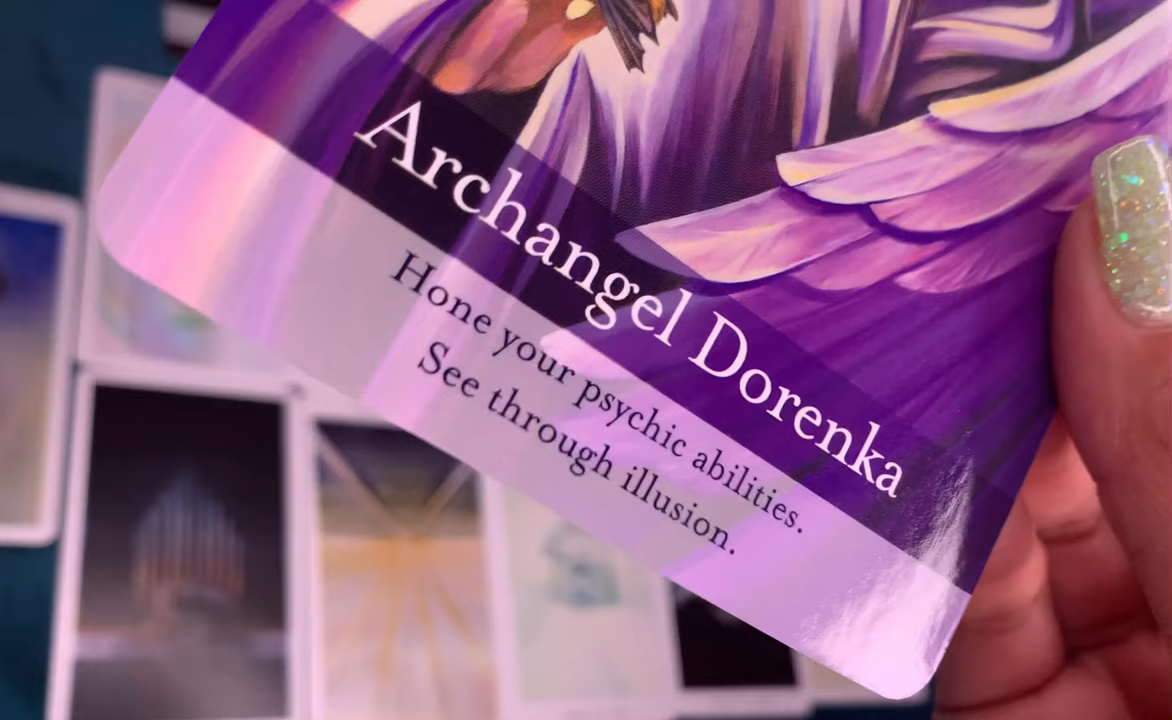 Archangel Dorenka
Hone your psychic abilities.
See through illusion.